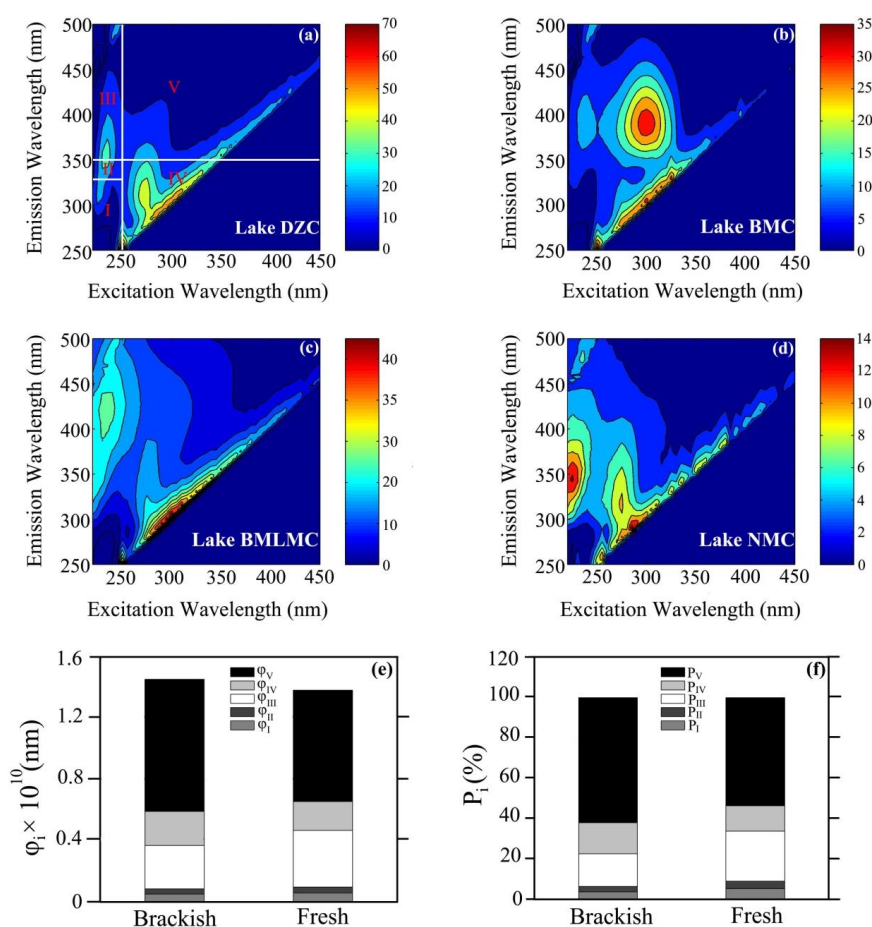 500
450
400
350
300
250
Emission Wavelength (nm)
(a)
III
V
II
IV
I
Lake DZC
250 300 350 400 450
Excitation Wavelength (nm)
70
60
50
40
30
20
10
0
500
450
400
350
300
250
Emission Wavelength (nm)
(b)
Lake BMC
250 300 350 400 450
Excitation Wavelength (nm)
35
30
25
20
15
10
5
0
500
450
400
350
300
250
Emission Wavelength (nm)
(c)
Lake BMLMC
250 300 350 400 450
Excitation Wavelength (nm)
40
30
30
20
10
0
500
450
400
350
300
250
Emission Wavelength (nm)
(d)
Lake NMC
250 300 350 400 450
Excitation Wavelength (nm)
14
12
10
8
6
4
2
0
1.6
1.2
0.8
0.4
0
φi × 10^10 (nm)
(e)
φV
φIV
φIII
φII
φI
Brackish Fresh
120
100
80
60
40
20
0
Pi (%)
(f)
PV
PIV
PIII
PII
PI
Brackish Fresh